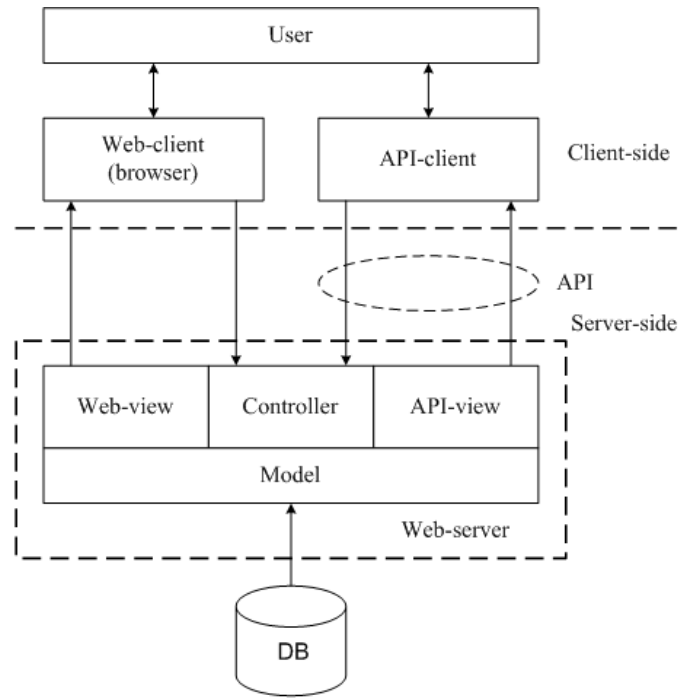 User
Web-client
(browser)
API-client
Client-side
API
Server-side
Web-view
Controller
API-view
Model
Web-server
DB